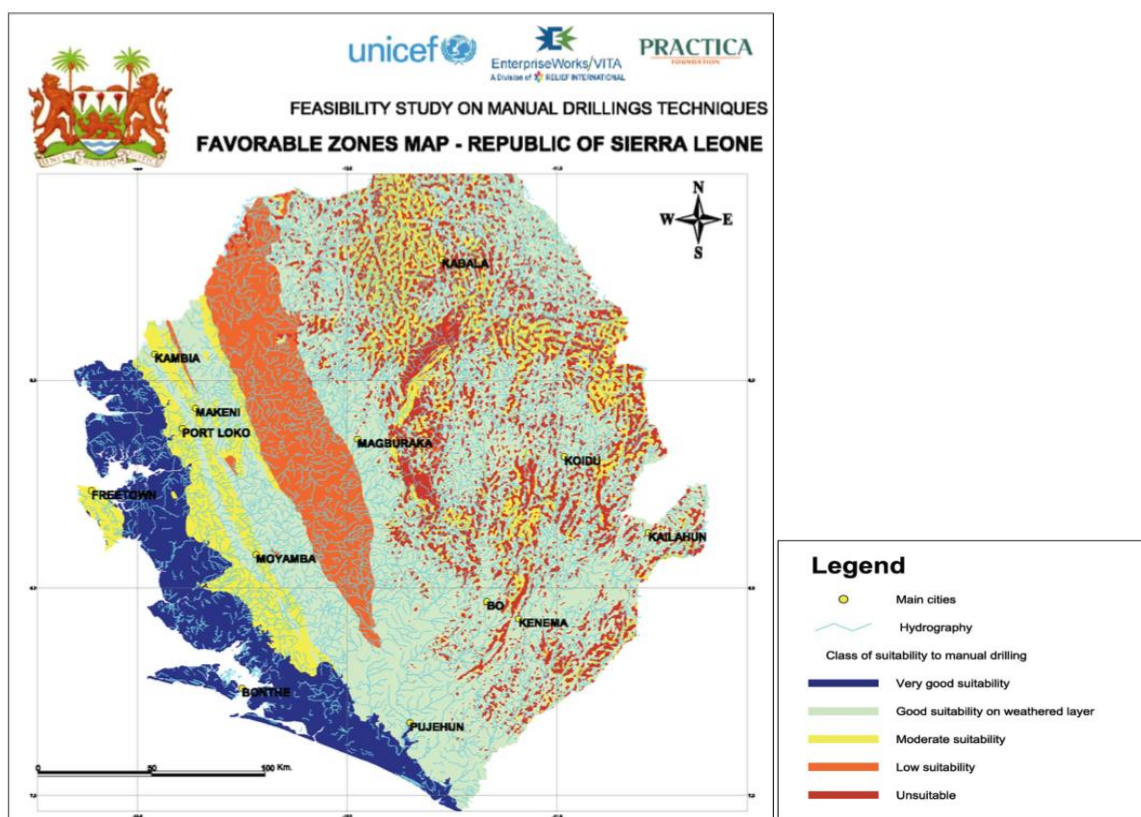 unicef
EnterpriseWorks/VITA
A Division of RELIEF INTERNATIONAL
PRACTICA
FOUNDATION
FEASIBILITY STUDY ON MANUAL DRILLINGS TECHNIQUES
FAVORABLE ZONES MAP - REPUBLIC OF SIERRA LEONE
N
W E
S
KABALA
KAMBIA
MAKENI
PORT LOKO
MAGBURAKA
KOIDU
FREETOWN
KAILAHUN
MOYAMBA
BO
KENEMA
BONTHE
PUJEHUN
0 50 100 Km.
Legend
Main cities
Hydrography
Class of suitability to manual drilling
Very good suitability
Good suitability on weathered layer
Moderate suitability
Low suitability
Unsuitable